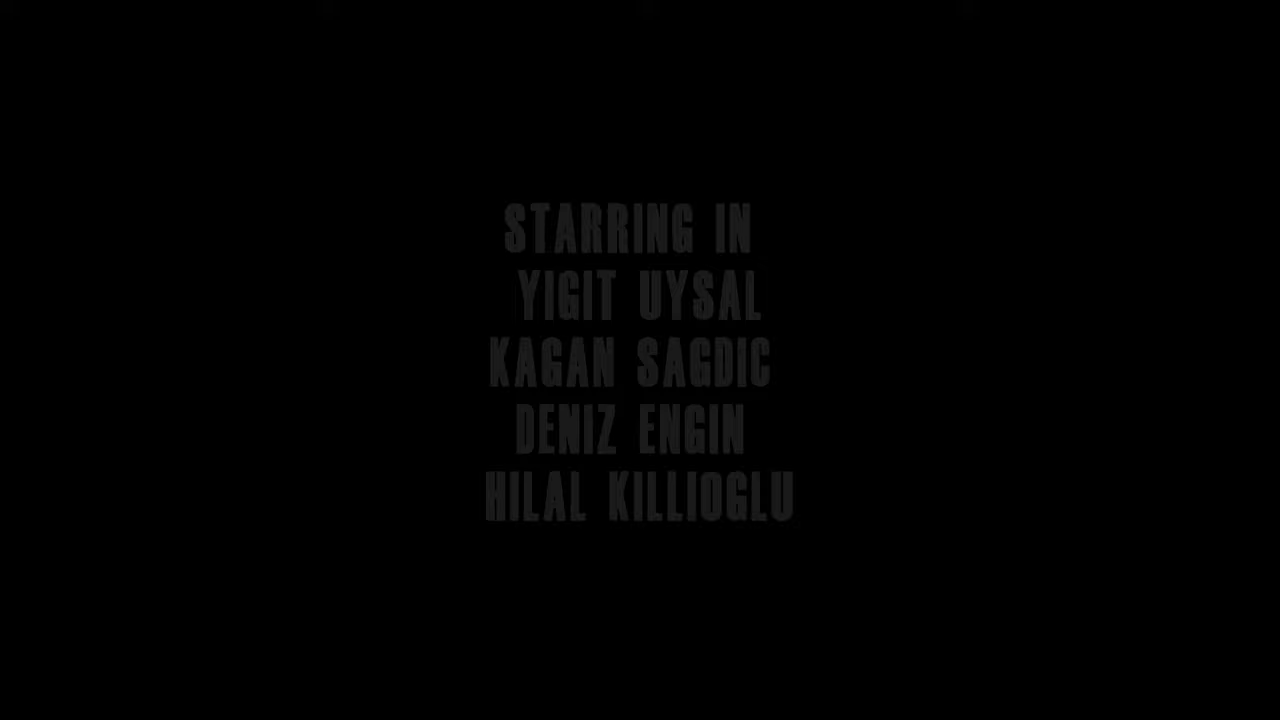 STARRING IN
YIGIT UYSAL
KAGAN SAGDIC
DENIZ ENGIN
HILAL KILLIOGLU